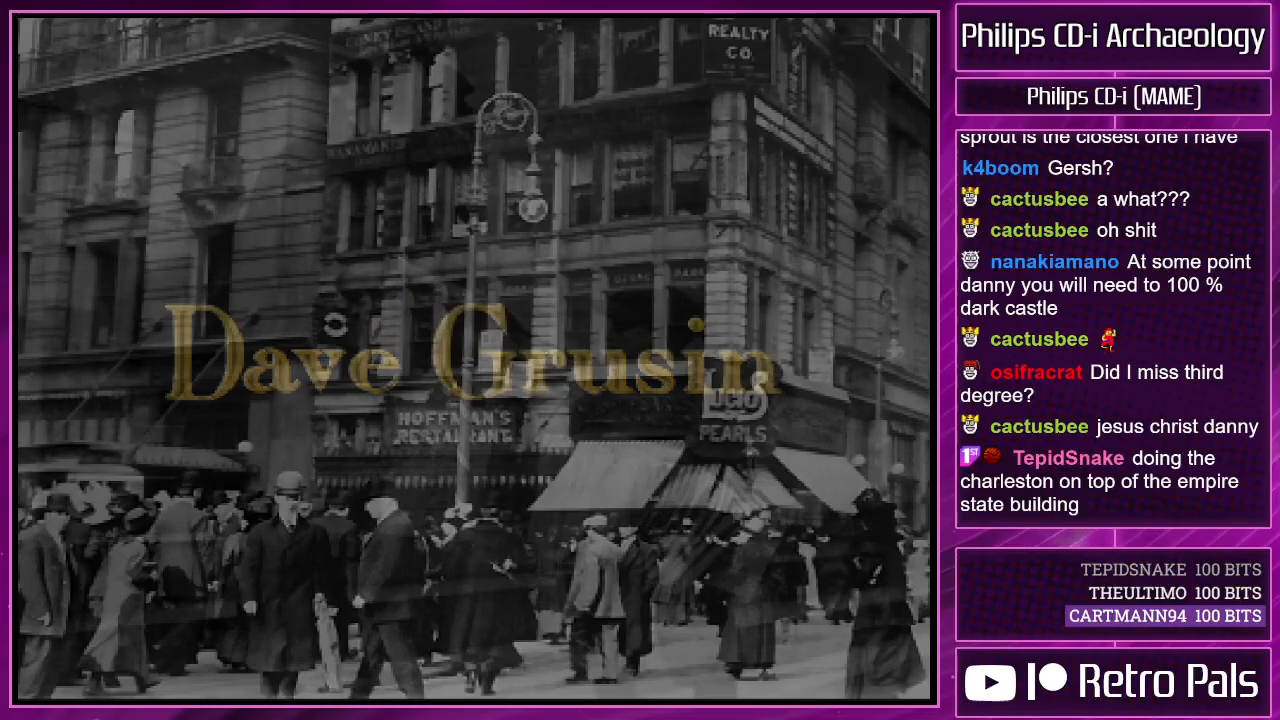 REALTY
CO.
Dave Grusin
HOFFMAN'S
RESTAURANT
PEARLS
Philips CD-i Archaeology
Philips CD-i [MAME]
sprout is the closest one I have
k4boom Gersh?
cactusbee a what???
cactusbee oh shit
nanakiamano At some point
danny you will need to 100 %
dark castle
cactusbee
osifracrat Did I miss third
degree?
cactusbee jesus christ danny
1ST TepidSnake doing the
charleston on top of the empire
state building
TEPIDSNAKE 100 BITS
THEULTIMO 100 BITS
CARTMANN94 100 BITS
Retro Pals